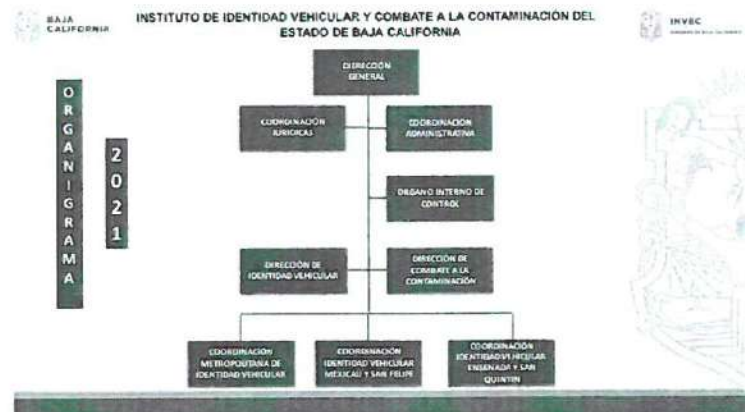 BAJA
CALIFORNIA
INSTITUTO DE IDENTIDAD VEHICULAR Y COMBATE A LA CONTAMINACIÓN DEL
ESTADO DE BAJA CALIFORNIA
INVEC
ORGANIGRAMA
2021
DIRECCIÓN
GENERAL
COORDINACIÓN
JURÍDICAS
COORDINACIÓN
ADMINISTRATIVA
ÓRGANO INTERNO DE
CONTROL
DIRECCIÓN DE
IDENTIDAD VEHICULAR
DIRECCIÓN DE
COMBATE A LA
CONTAMINACIÓN
COORDINACIÓN
METROPOLITANA DE
IDENTIDAD VEHICULAR
COORDINACIÓN
IDENTIDAD VEHICULAR
MEXICALI Y SAN FELIPE
COORDINACIÓN
IDENTIDAD VEHICULAR
ENSENADA Y SAN
QUINTIN